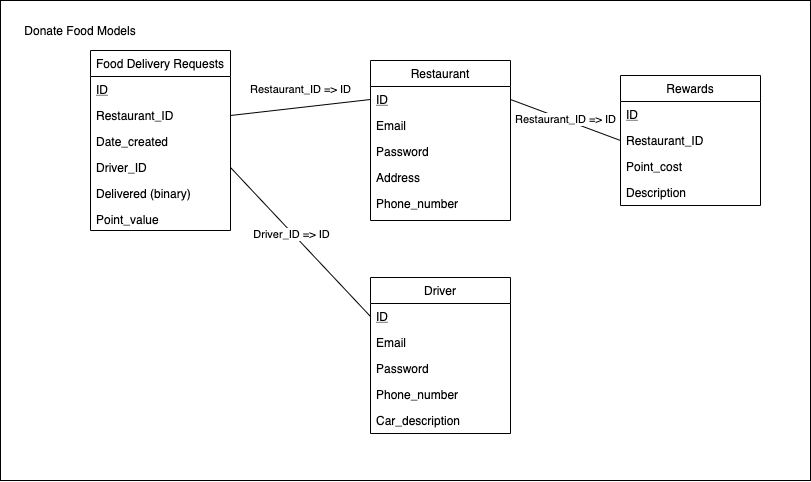 Donate Food Models
Food Delivery Requests
ID
Restaurant_ID
Date_created
Driver_ID
Delivered (binary)
Point_value
Restaurant_ID => ID
Restaurant
ID
Email
Password
Address
Phone_number
Restaurant_ID => ID
Rewards
ID
Restaurant_ID
Point_cost
Description
Driver_ID => ID
Driver
ID
Email
Password
Phone_number
Car_description